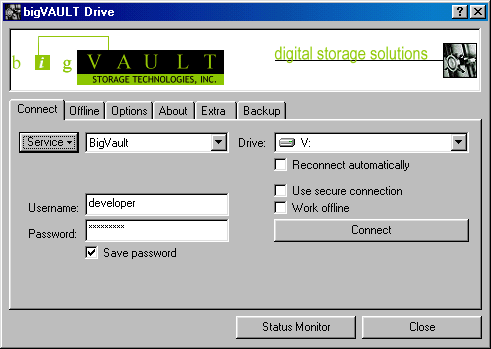 bigVAULT Drive
digital storage solutions
b i g VAULT
STORAGE TECHNOLOGIES, INC.
Connect Offline Options About Extra Backup
Service BigVault Drive: V:
Reconnect automatically
Use secure connection
Username: developer Work offline
Password: ××××××××× Connect
Save password
Status Monitor Close